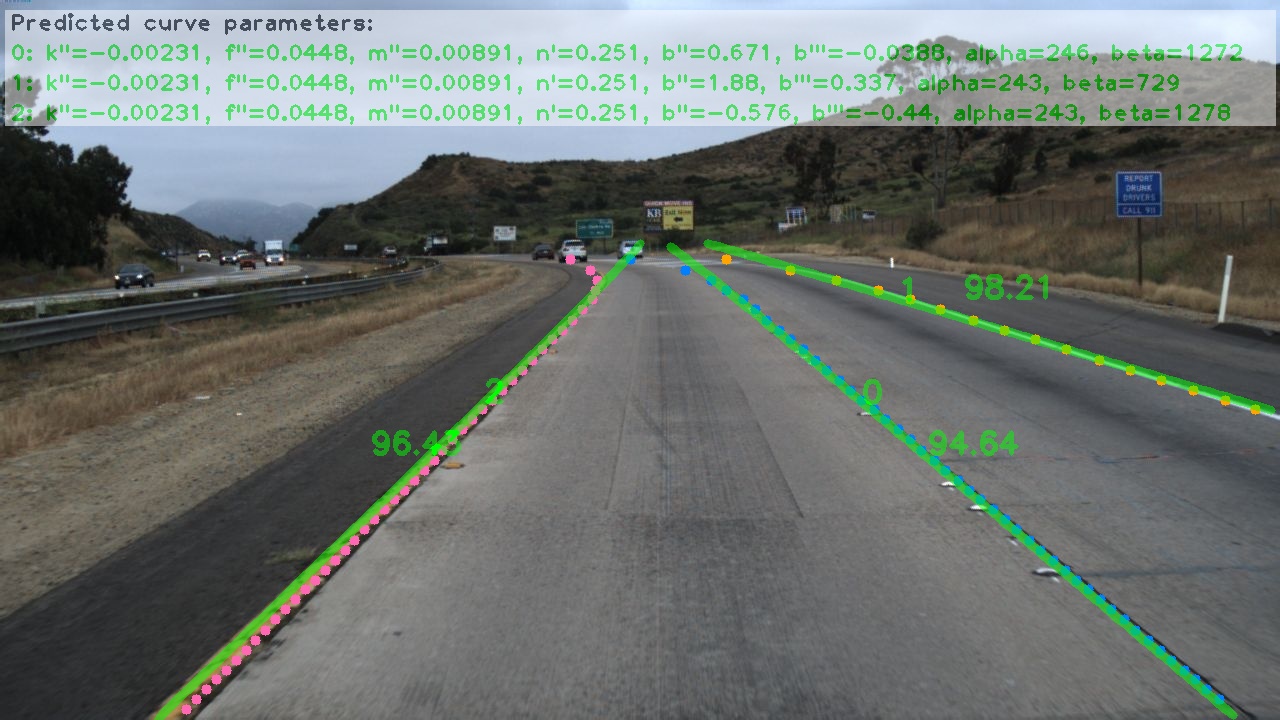 Predicted curve parameters:
0: k''=-0.00231, f''=0.0448, m''=0.00891, n'=0.251, b''=0.671, b'''=-0.0388, alpha=246, beta=1272
1: k''=-0.00231, f''=0.0448, m''=0.00891, n'=0.251, b''=1.88, b'''=0.337, alpha=243, beta=729
2: k''=-0.00231, f''=0.0448, m''=0.00891, n'=0.251, b''=-0.576, b'''=-0.44, alpha=243, beta=1278
REPORT
DRUNK
DRIVERS
CALL 911
KB
1 98.21
2 0
96.43 94.64